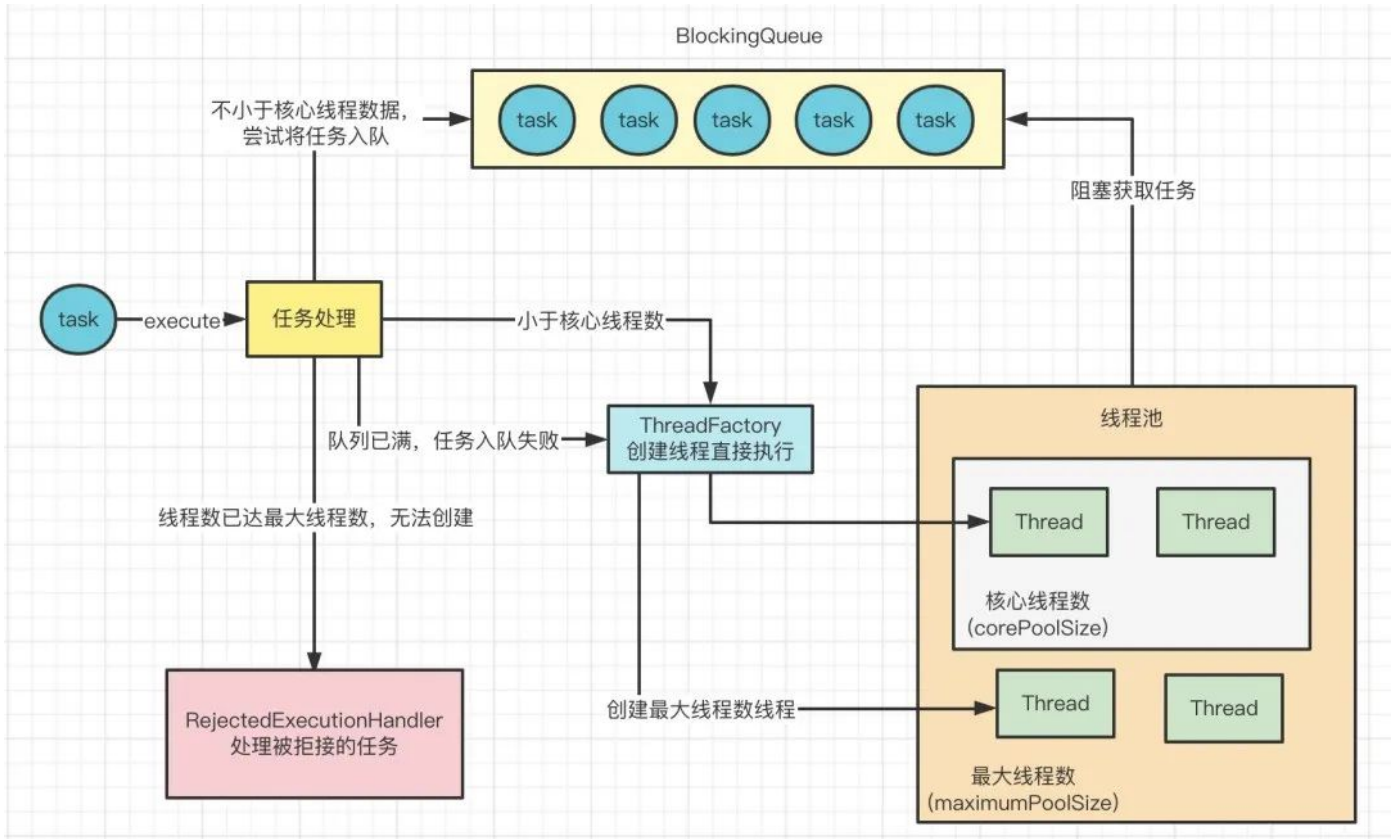 BlockingQueue
不小于核心线程数据，
尝试将任务入队
task
task
task
task
task
阻塞获取任务
task
execute
任务处理
小于核心线程数
ThreadFactory
创建线程直接执行
队列已满，任务入队失败
线程池
线程数已达最大线程数，无法创建
Thread
Thread
核心线程数
(corePoolSize)
RejectedExecutionHandler
处理被拒接的任务
创建最大线程数线程
Thread
Thread
最大线程数
(maximumPoolSize)